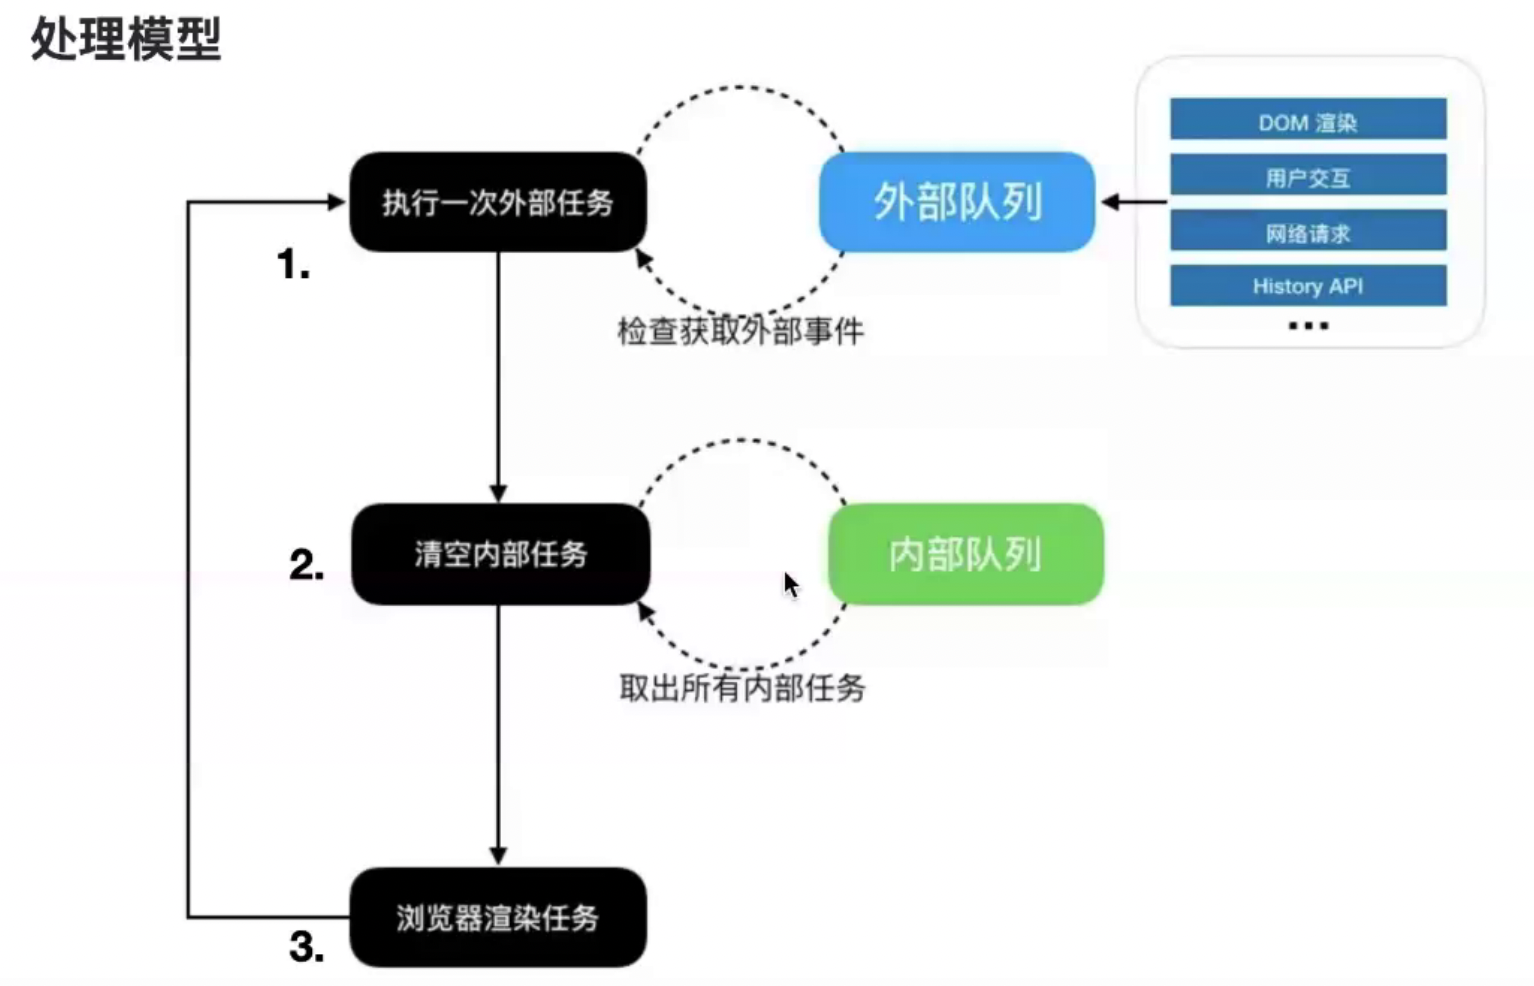 处理模型
执行一次外部任务
外部队列
DOM 渲染
用户交互
网络请求
History API
...
1.
检查获取外部事件
清空内部任务
内部队列
2.
取出所有内部任务
浏览器渲染任务
3.